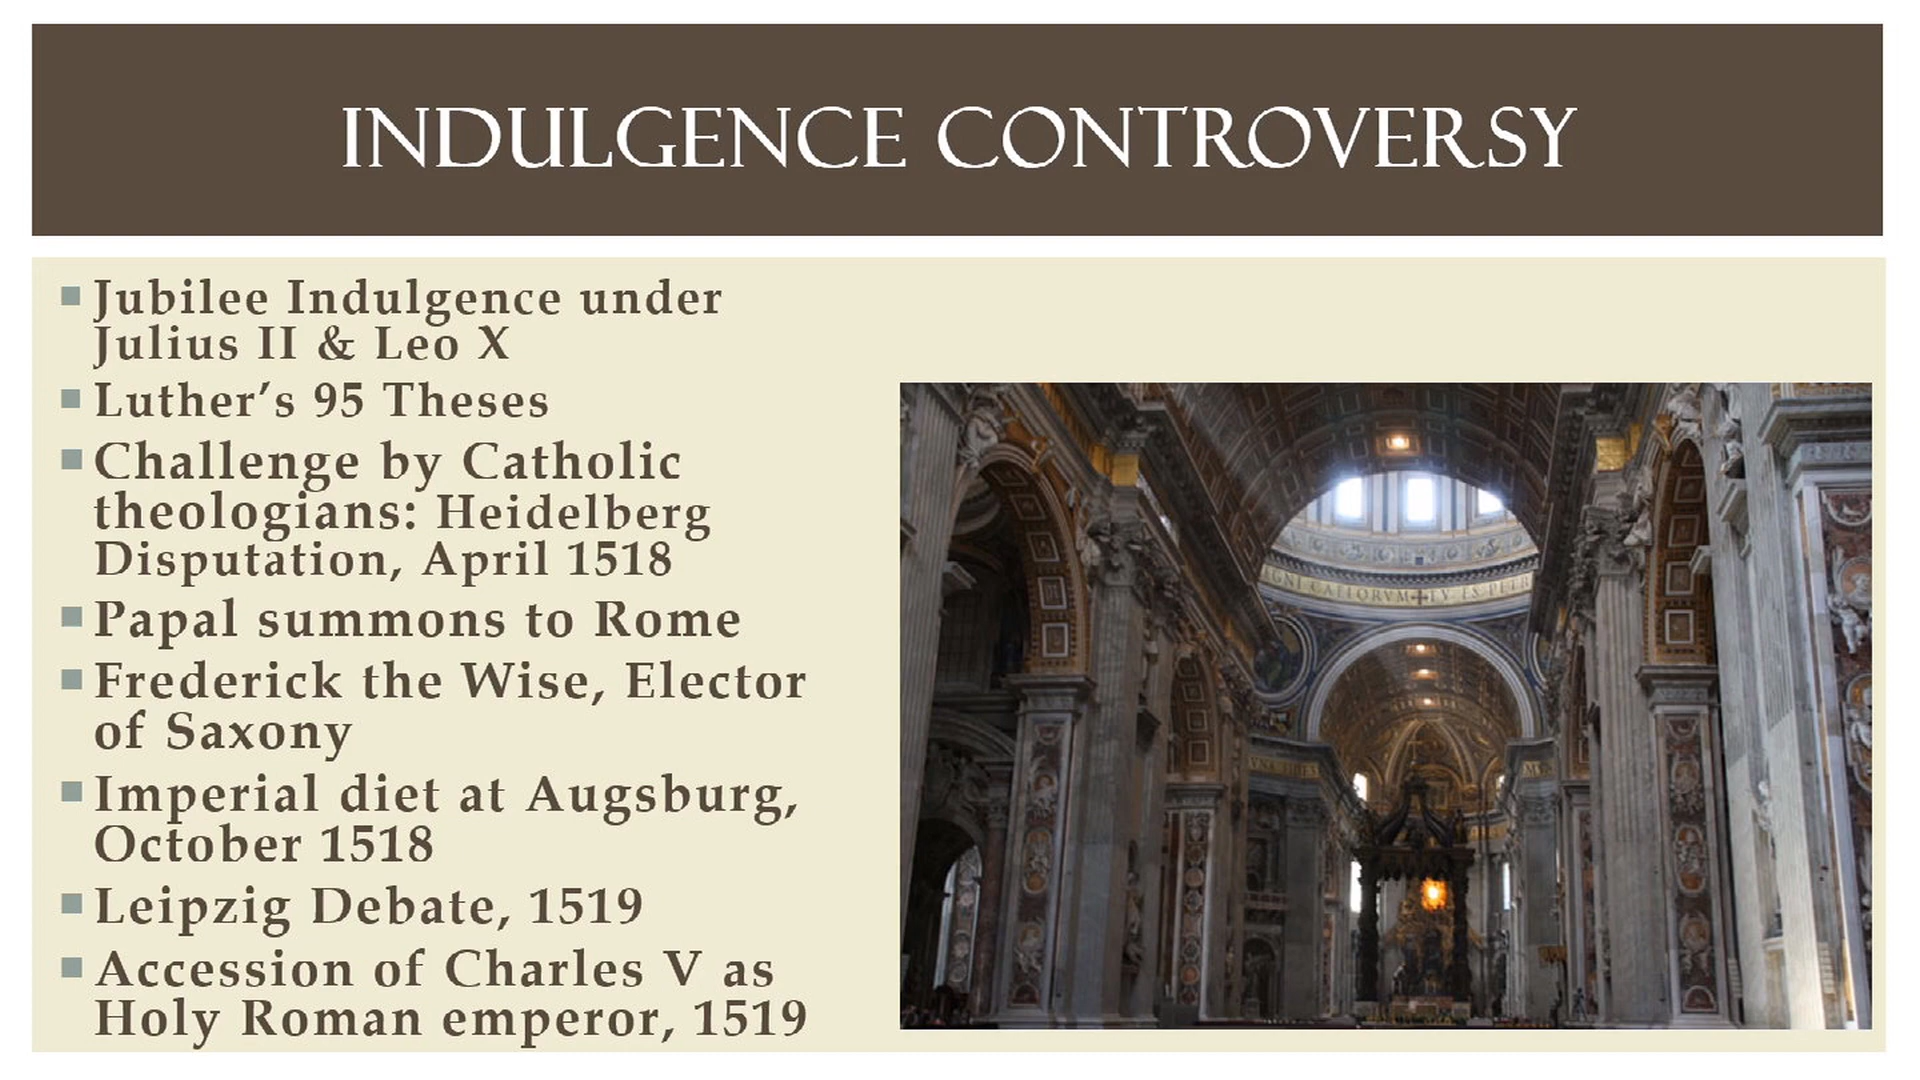 INDULGENCE CONTROVERSY
Jubilee Indulgence under
Julius II & Leo X
Luther’s 95 Theses
Challenge by Catholic
theologians: Heidelberg
Disputation, April 1518
Papal summons to Rome
Frederick the Wise, Elector
of Saxony
Imperial diet at Augsburg,
October 1518
Leipzig Debate, 1519
Accession of Charles V as
Holy Roman emperor, 1519